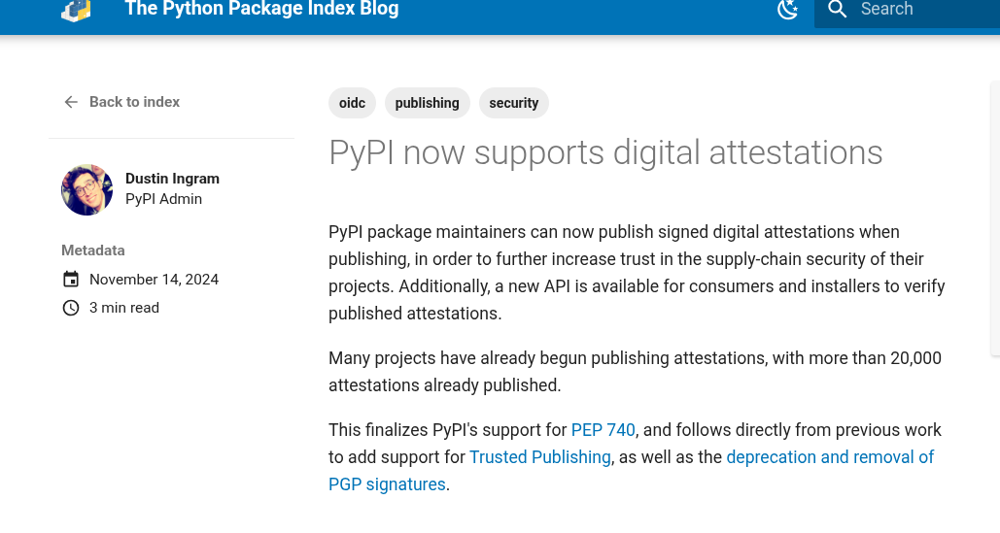 The Python Package Index Blog
Search
Back to index
Dustin Ingram
PyPI Admin
Metadata
November 14, 2024
3 min read
oidc publishing security
PyPI now supports digital attestations
PyPI package maintainers can now publish signed digital attestations when
publishing, in order to further increase trust in the supply-chain security of their
projects. Additionally, a new API is available for consumers and installers to verify
published attestations.
Many projects have already begun publishing attestations, with more than 20,000
attestations already published.
This finalizes PyPI's support for PEP 740, and follows directly from previous work
to add support for Trusted Publishing, as well as the deprecation and removal of
PGP signatures.